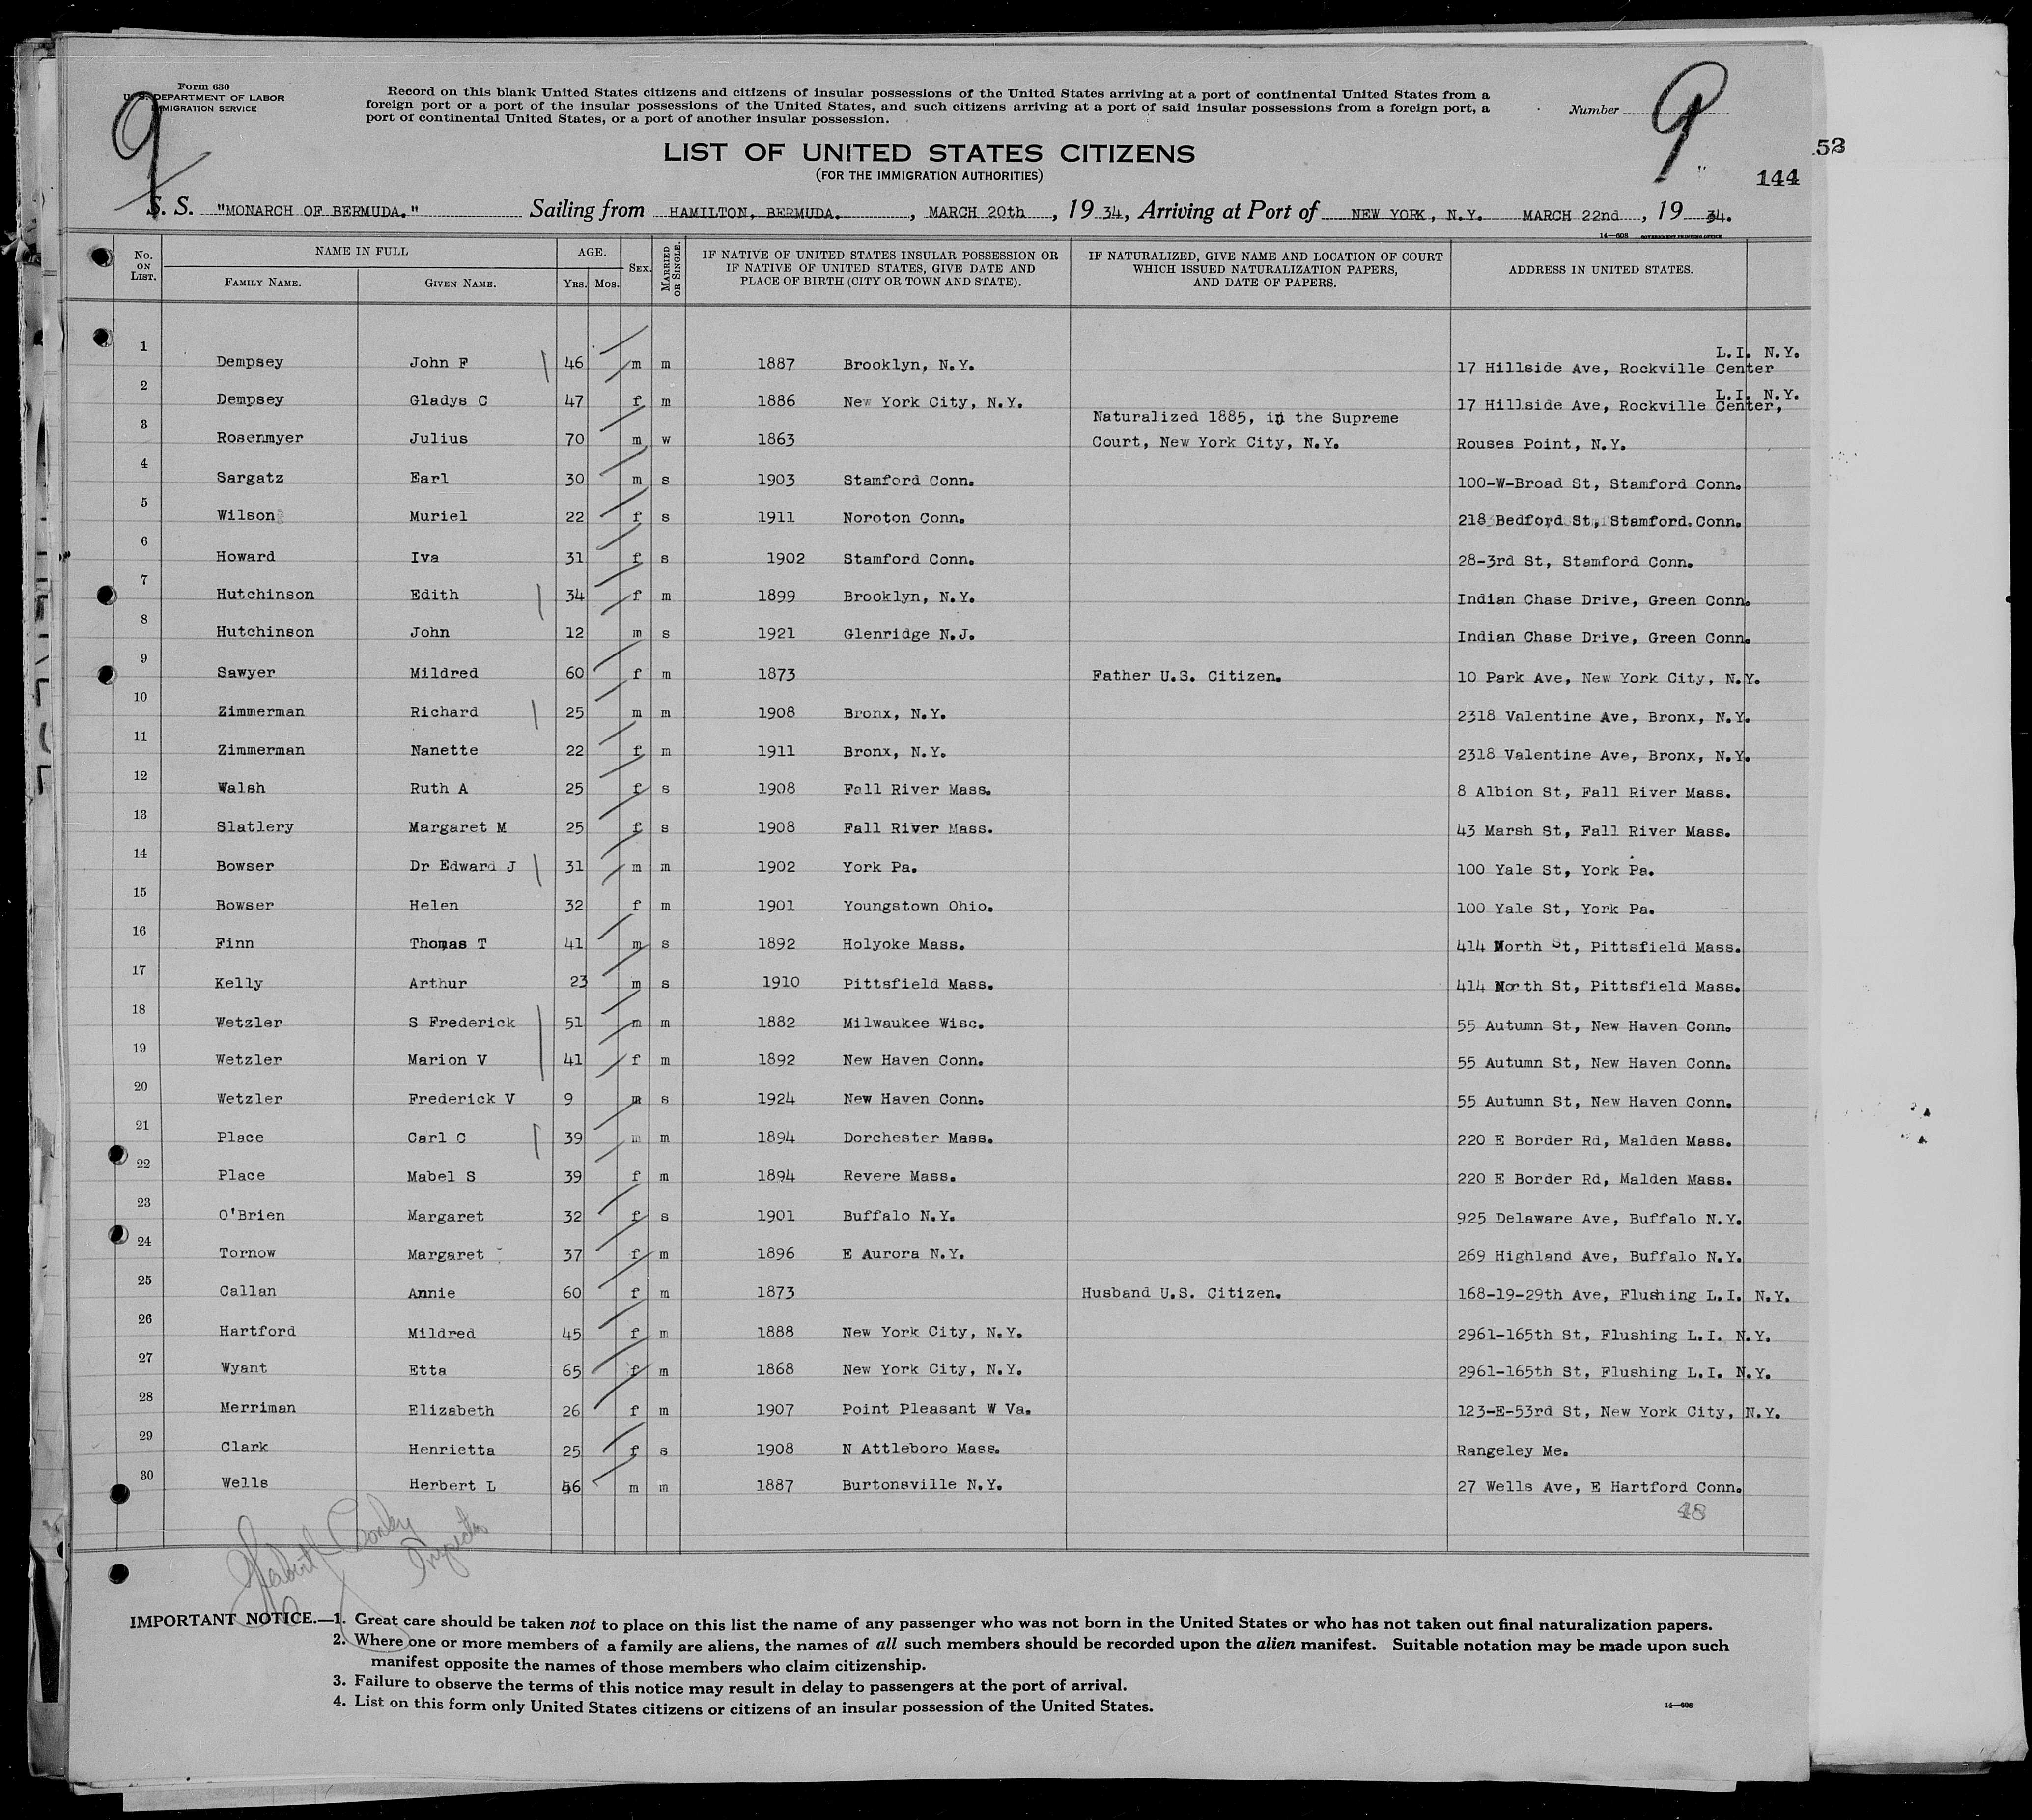 Form 630
U. S. DEPARTMENT OF LABOR
IMMIGRATION SERVICE
9
Record on this blank United States citizens and citizens of insular possessions of the United States arriving at a port of continental United States from a
foreign port or a port of the insular possessions of the United States, and such citizens arriving at a port of said insular possessions from a foreign port, a
port of continental United States, or a port of another insular possession.
Number 9
53
144
LIST OF UNITED STATES CITIZENS
(FOR THE IMMIGRATION AUTHORITIES)
S. S. "MONARCH OF BERMUDA." Sailing from HAMILTON, BERMUDA. , MARCH 20th , 19 34, Arriving at Port of NEW YORK, N.Y. MARCH 22nd , 19 34.
14—608 GOVERNMENT PRINTING OFFICE
No. ON LIST. NAME IN FULL FAMILY NAME. GIVEN NAME. AGE. YRS. MOS. SEX. MARRIED OR SINGLE. IF NATIVE OF UNITED STATES INSULAR POSSESSION OR IF NATIVE OF UNITED STATES, GIVE DATE AND PLACE OF BIRTH (CITY OR TOWN AND STATE). IF NATURALIZED, GIVE NAME AND LOCATION OF COURT WHICH ISSUED NATURALIZATION PAPERS, AND DATE OF PAPERS. ADDRESS IN UNITED STATES.
1 Dempsey John F 46 m m 1887 Brooklyn, N.Y. 17 Hillside Ave, Rockville Center L.I. N.Y.
2 Dempsey Gladys C 47 f m 1886 New York City, N.Y. 17 Hillside Ave, Rockville Center, L.I. N.Y.
3 Rosenmyer Julius 70 m w 1863 Naturalized 1885, in the Supreme Court, New York City, N.Y. Rouses Point, N.Y.
4 Sargatz Earl 30 m s 1903 Stamford Conn. 100-W-Broad St, Stamford Conn.
5 Wilson Muriel 22 f s 1911 Noroton Conn. 218 Bedford St, Stamford. Conn.
6 Howard Iva 31 f s 1902 Stamford Conn. 28-3rd St, Stamford Conn.
7 Hutchinson Edith 34 f m 1899 Brooklyn, N.Y. Indian Chase Drive, Green Conn.
8 Hutchinson John 12 m s 1921 Glenridge N.J. Indian Chase Drive, Green Conn.
9 Sawyer Mildred 60 f m 1873 Father U.S. Citizen. 10 Park Ave, New York City, N.Y.
10 Zimmerman Richard 25 m m 1908 Bronx, N.Y. 2318 Valentine Ave, Bronx, N.Y.
11 Zimmerman Nanette 22 f m 1911 Bronx, N.Y. 2318 Valentine Ave, Bronx, N.Y.
12 Walsh Ruth A 25 f s 1908 Fall River Mass. 8 Albion St, Fall River Mass.
13 Slatlery Margaret M 25 f s 1908 Fall River Mass. 43 Marsh St, Fall River Mass.
14 Bowser Dr Edward J 31 m m 1902 York Pa. 100 Yale St, York Pa.
15 Bowser Helen 32 f m 1901 Youngstown Ohio. 100 Yale St, York Pa.
16 Finn Thomas T 41 m s 1892 Holyoke Mass. 414 North St, Pittsfield Mass.
17 Kelly Arthur 23 m s 1910 Pittsfield Mass. 414 North St, Pittsfield Mass.
18 Wetzler S Frederick 51 m m 1882 Milwaukee Wisc. 55 Autumn St, New Haven Conn.
19 Wetzler Marion V 41 f m 1892 New Haven Conn. 55 Autumn St, New Haven Conn.
20 Wetzler Frederick V 9 m s 1924 New Haven Conn. 55 Autumn St, New Haven Conn.
21 Place Carl C 39 m m 1894 Dorchester Mass. 220 E Border Rd, Malden Mass.
22 Place Mabel S 39 f m 1894 Revere Mass. 220 E Border Rd, Malden Mass.
23 O'Brien Margaret 32 f s 1901 Buffalo N.Y. 925 Delaware Ave, Buffalo N.Y.
24 Tornow Margaret 37 f m 1896 E Aurora N.Y. 269 Highland Ave, Buffalo N.Y.
25 Callan Annie 60 f m 1873 Husband U.S. Citizen. 168-19-29th Ave, Flushing L.I. N.Y.
26 Hartford Mildred 45 f m 1888 New York City, N.Y. 2961-165th St, Flushing L.I. N.Y.
27 Wyant Etta 65 f m 1868 New York City, N.Y. 2961-165th St, Flushing L.I. N.Y.
28 Merriman Elizabeth 26 f m 1907 Point Pleasant W Va. 123-E-53rd St, New York City, N.Y.
29 Clark Henrietta 25 f s 1908 N Attleboro Mass. Rangeley Me.
30 Wells Herbert L 46 m m 1887 Burtonsville N.Y. 27 Wells Ave, E Hartford Conn.
48
Inspector
IMPORTANT NOTICE.—1. Great care should be taken not to place on this list the name of any passenger who was not born in the United States or who has not taken out final naturalization papers.
2. Where one or more members of a family are aliens, the names of all such members should be recorded upon the alien manifest. Suitable notation may be made upon such
manifest opposite the names of those members who claim citizenship.
3. Failure to observe the terms of this notice may result in delay to passengers at the port of arrival.
4. List on this form only United States citizens or citizens of an insular possession of the United States.
14—608